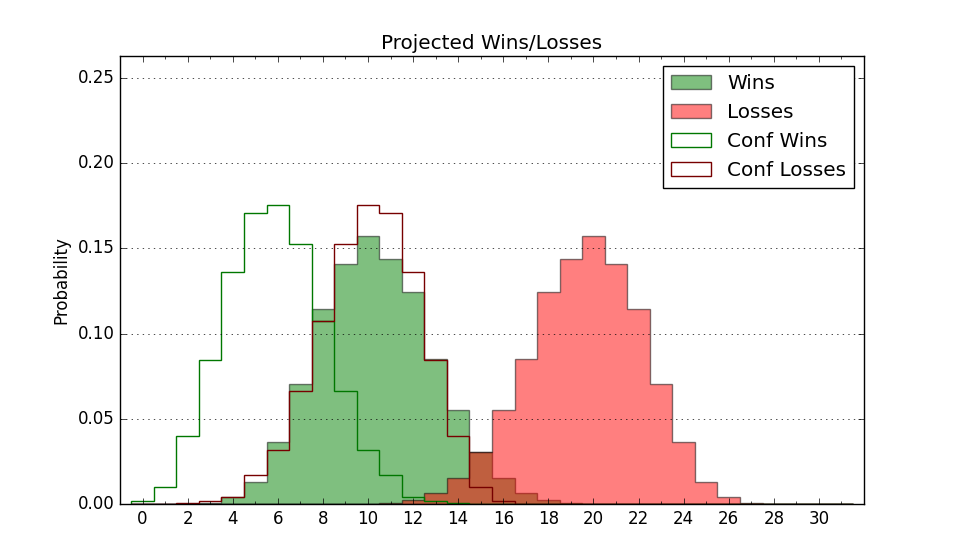 Projected Wins/Losses
Wins
Losses
Conf Wins
Conf Losses
Probability
0.25
0.20
0.15
0.10
0.05
0.00
0 2 4 6 8 10 12 14 16 18 20 22 24 26 28 30